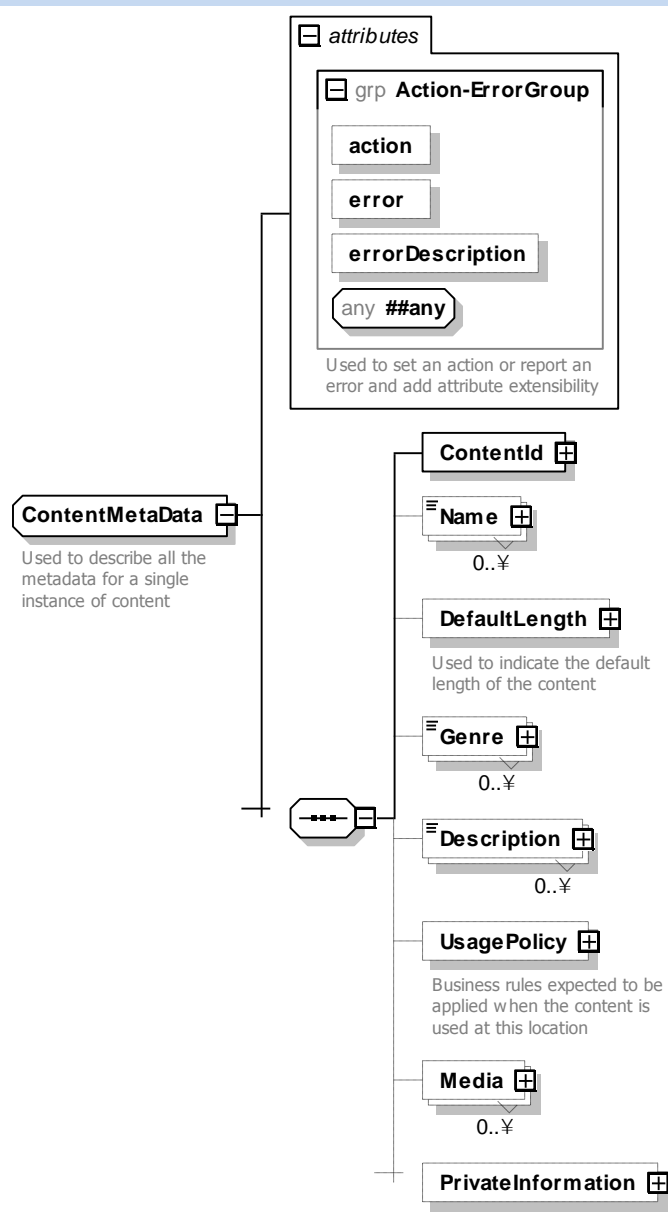 attributes
grp Action-ErrorGroup
action
error
errorDescription
any ##any
Used to set an action or report an
error and add attribute extensibility
ContentMetaData
Used to describe all the
metadata for a single
instance of content
ContentId
Name
0..¥
DefaultLength
Used to indicate the default
length of the content
Genre
0..¥
Description
0..¥
UsagePolicy
Business rules expected to be
applied when the content is
used at this location
Media
0..¥
PrivateInformation